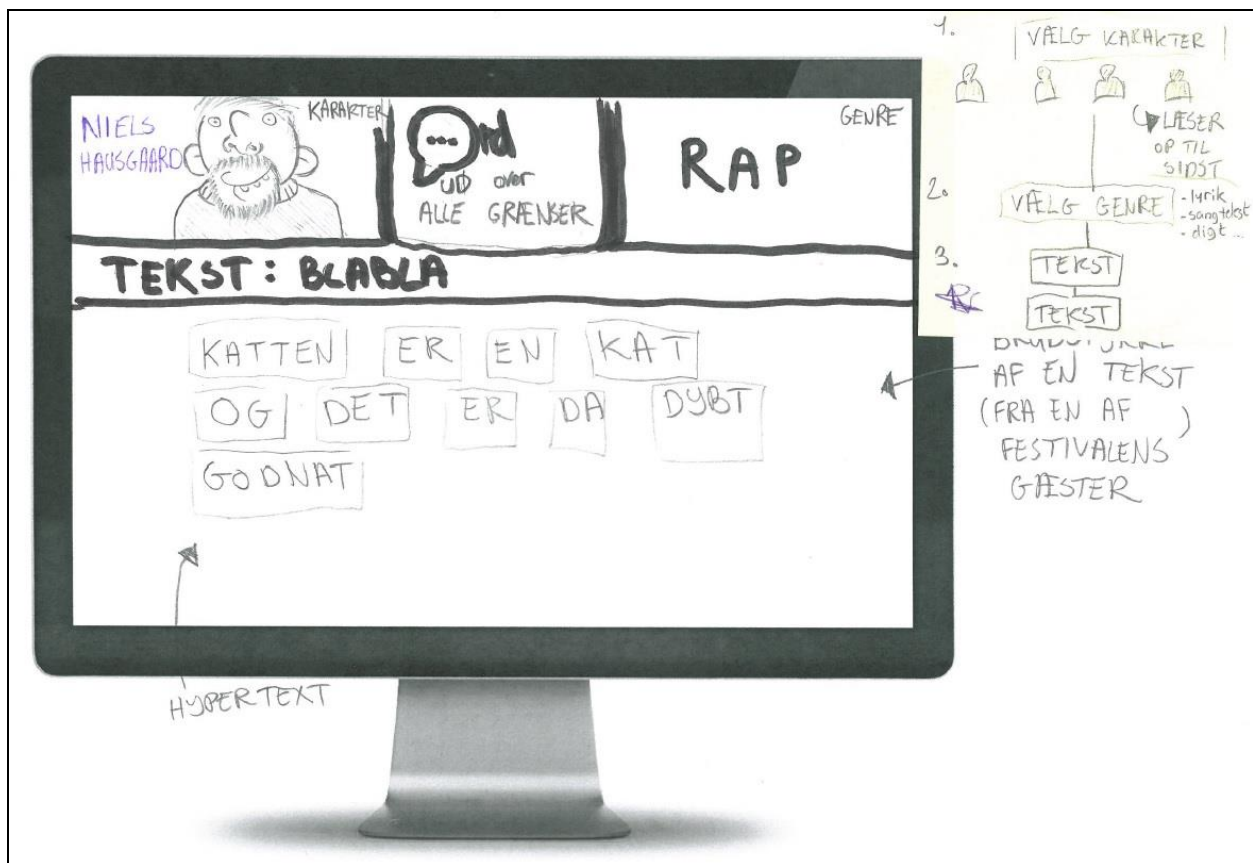 NIELS
HAUSGAARD
KARAKTER
...rd
UD over
ALLE GRÆNSER
GENRE
RAP
TEKST: BLABLA
KATTEN ER EN KAT
OG DET ER DA DYBT
GODNAT
HYPERTEXT
1. VÆLG KARAKTER
LÆSER
OP TIL
SIDST
2. VÆLG GENRE
- lyrik
- sangtekst
- digt ...
3. TEKST
TEKST
AF EN TEKST
(FRA EN AF
FESTIVALENS)
GÆSTER